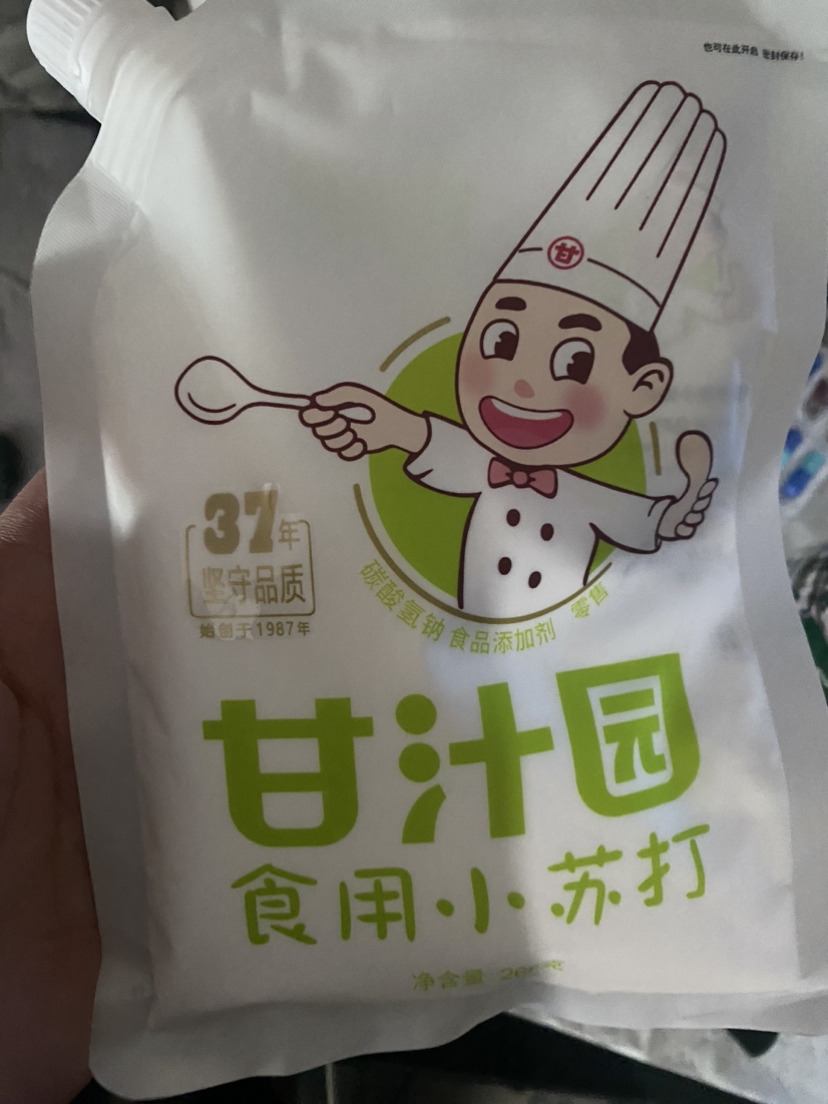 也可在此开启 密封保存!
甘
37年
坚守品质
始创于1987年
碳酸氢钠 食品添加剂 零售
甘汁园
食用小苏打
净含量